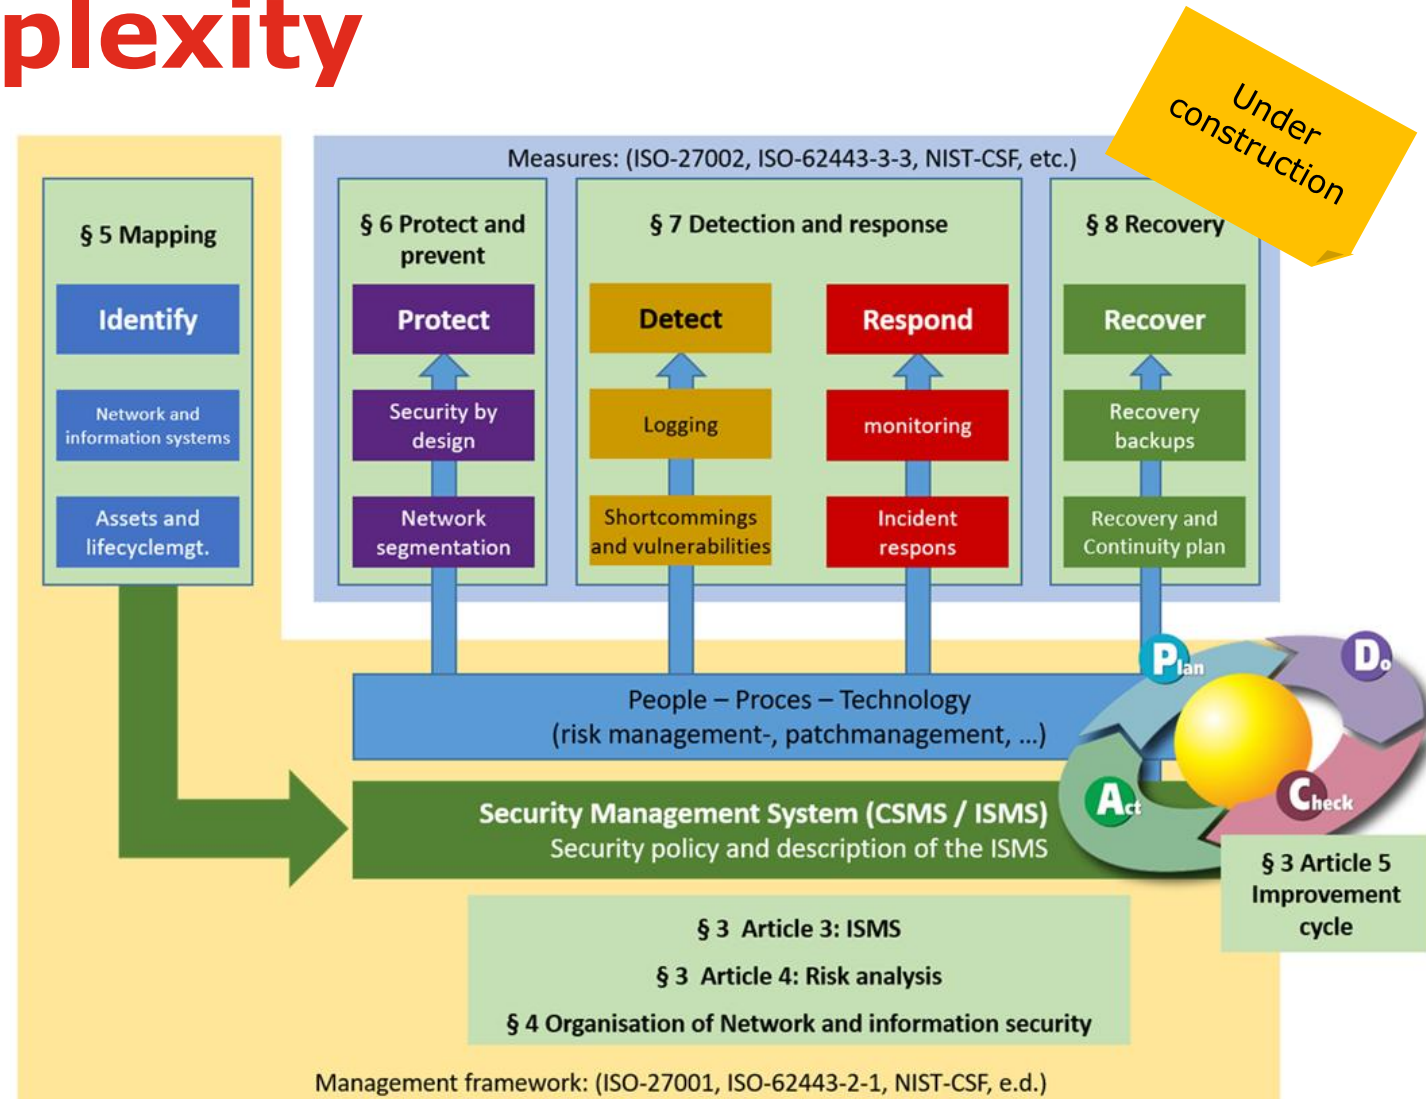 plexity
Under
construction
Measures: (ISO-27002, ISO-62443-3-3, NIST-CSF, etc.)
§ 5 Mapping
Identify
Network and
information systems
Assets and
lifecyclemgt.
§ 6 Protect and
prevent
Protect
Security by
design
Network
segmentation
§ 7 Detection and response
Detect
Logging
Shortcommings
and vulnerabilities
Respond
monitoring
Incident
respons
§ 8 Recovery
Recover
Recovery
backups
Recovery and
Continuity plan
People – Proces – Technology
(risk management-, patchmanagement, ...)
Plan
Do
Check
Act
Security Management System (CSMS / ISMS)
Security policy and description of the ISMS
§ 3 Article 5
Improvement
cycle
§ 3  Article 3: ISMS
§ 3  Article 4: Risk analysis
§ 4 Organisation of Network and information security
Management framework: (ISO-27001, ISO-62443-2-1, NIST-CSF, e.d.)